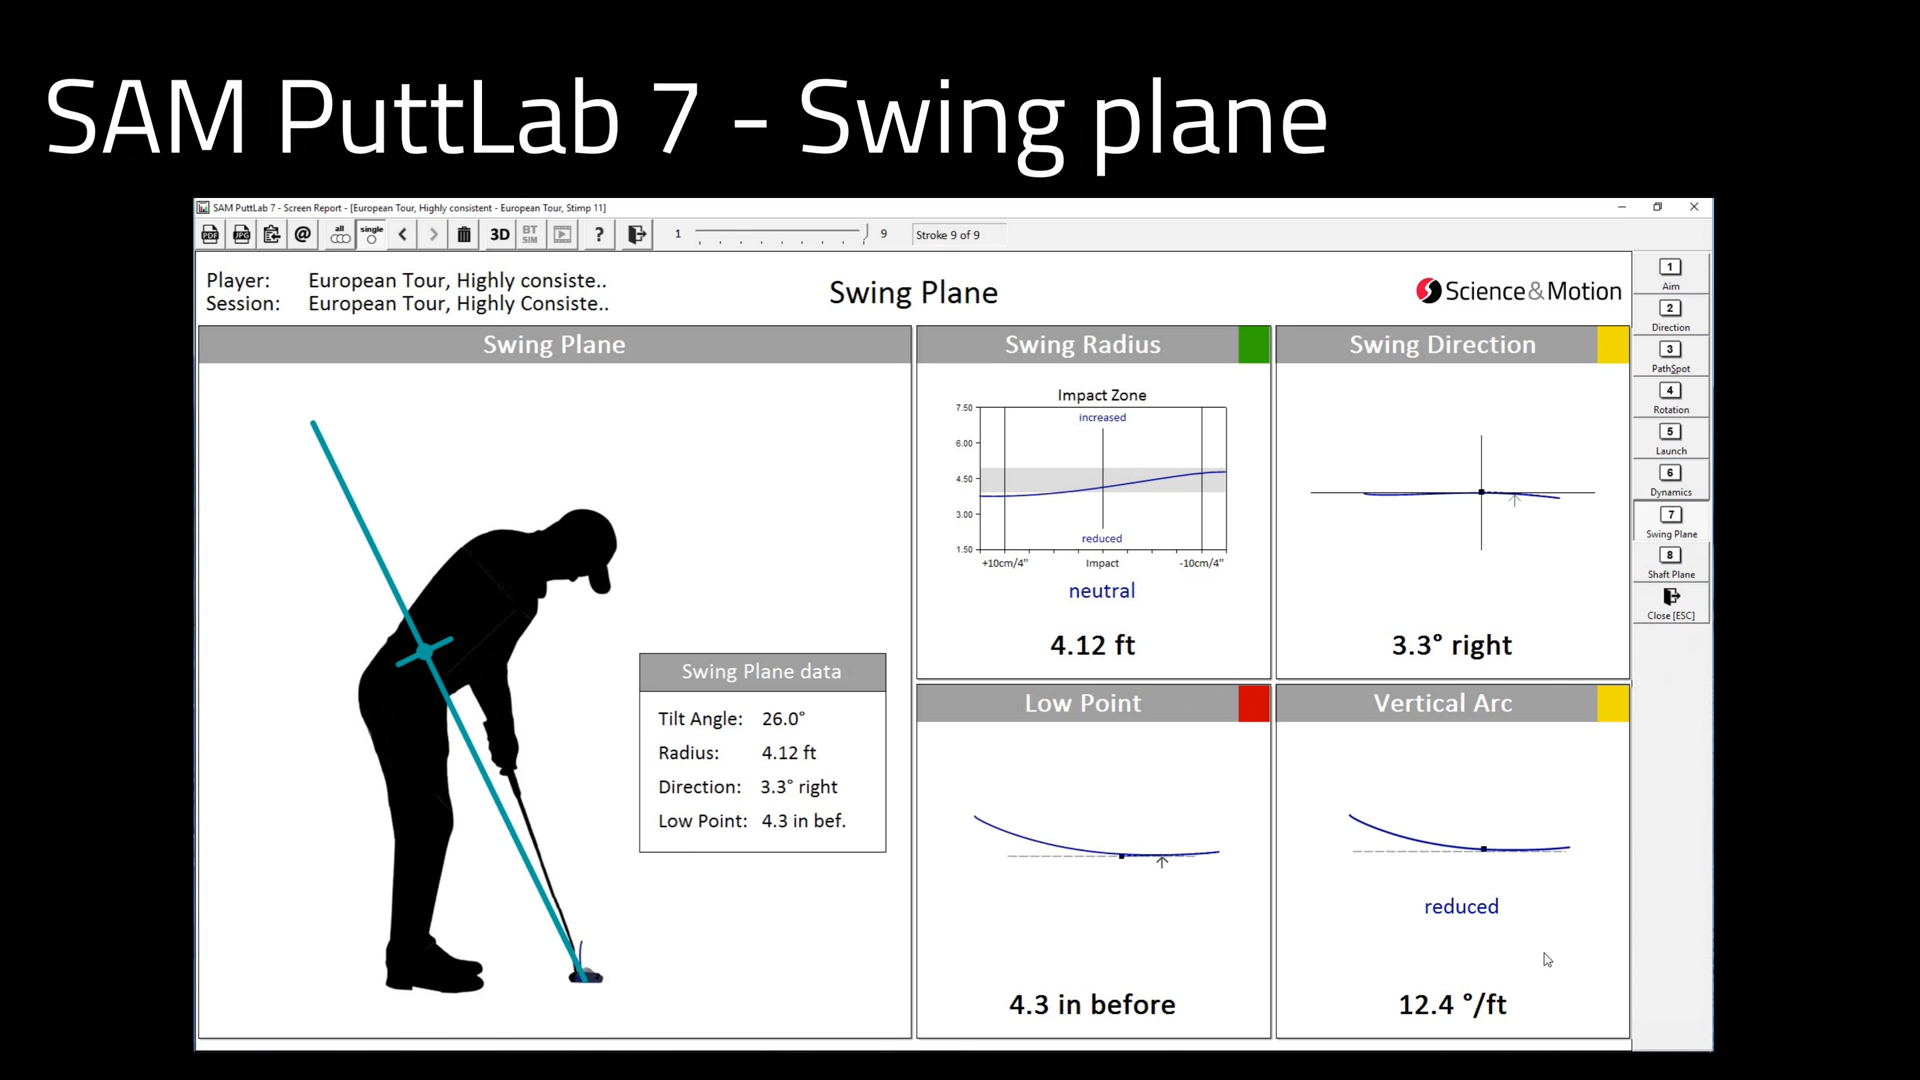 SAM PuttLab 7 - Swing plane
SAM PuttLab 7 - Screen Report - [European Tour, Highly consistent - European Tour, Stimp 11]
PDF JPG @ all single 3D BT SIM ? 1 9 Stroke 9 of 9
Player: European Tour, Highly consiste..
Session: European Tour, Highly Consiste..
Swing Plane
Science&Motion
Swing Plane
Tilt Angle: 26.0°
Swing Plane data
Radius: 4.12 ft
Direction: 3.3° right
Low Point: 4.3 in bef.
Swing Radius
Impact Zone
7.50
increased
6.00
4.50
3.00
reduced
1.50
+10cm/4" Impact -10cm/4"
neutral
4.12 ft
Swing Direction
3.3° right
Low Point
4.3 in before
Vertical Arc
reduced
12.4 °/ft
1
Aim
2
Direction
3
PathSpot
4
Rotation
5
Launch
6
Dynamics
7
Swing Plane
8
Shaft Plane
Close [ESC]